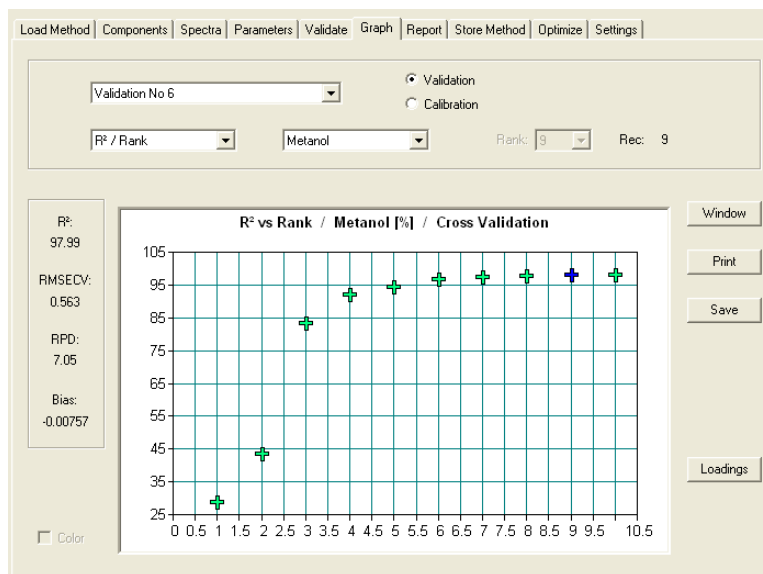 Load Method Components Spectra Parameters Validate Graph Report Store Method Optimize Settings
Validation No 6
Validation
Calibration
R² / Rank
Metanol
Rank: 9
Rec: 9
R²:
97.99
RMSECV:
0.563
RPD:
7.05
Bias:
-0.00757
Color
R² vs Rank / Metanol [%] / Cross Validation
105
95
85
75
65
55
45
35
25
0 0.5 1 1.5 2 2.5 3 3.5 4 4.5 5 5.5 6 6.5 7 7.5 8 8.5 9 9.5 10.5
Window
Print
Save
Loadings